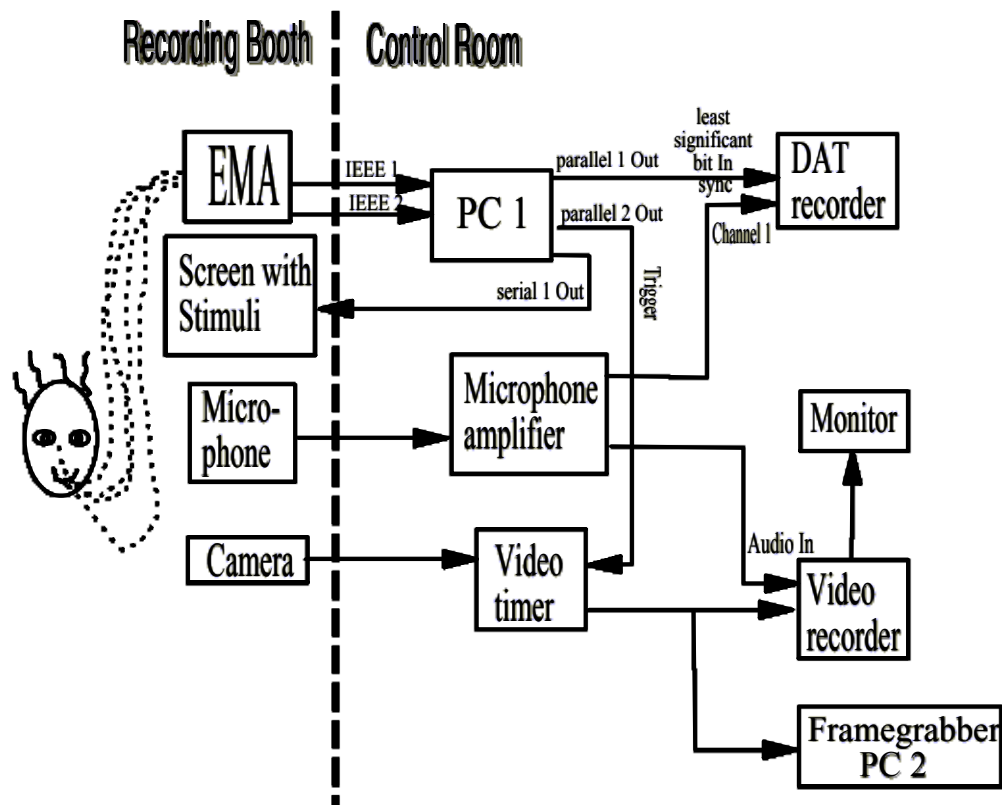 Recording Booth
Control Room
EMA
IEEE 1
IEEE 2
PC 1
parallel 1 Out
parallel 2 Out
least
significant
bit In
sync
DAT
recorder
Channel 1
Trigger
Screen with
Stimuli
serial 1 Out
Micro-
phone
Microphone
amplifier
Monitor
Camera
Video
timer
Audio In
Video
recorder
Framegrabber
PC 2